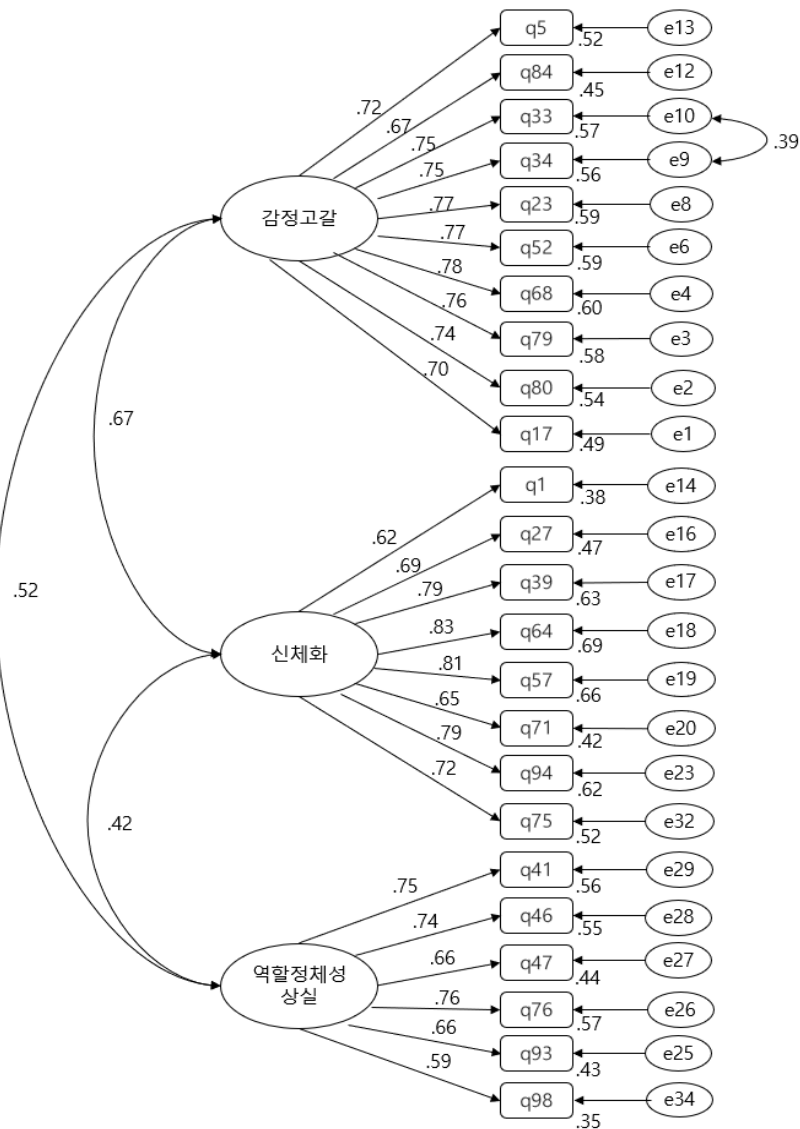 q5
.52
e13
q84
.45
e12
.72
.67
q33
.57
e10
.75
.39
q34
.56
e9
.75
감정고갈
q23
.59
e8
.77
q52
.59
e6
.77
q68
.60
e4
.78
q79
.58
e3
.76
q80
.54
e2
.74
q17
.49
e1
.70
.67
q1
.38
e14
.62
q27
.47
e16
.69
q39
.63
e17
.79
.52
신체화
q64
.69
e18
.83
q57
.66
e19
.81
q71
.42
e20
.65
q94
.62
e23
.79
q75
.52
e32
.72
.42
q41
.56
e29
.75
q46
.55
e28
.74
역할정체성
상실
q47
.44
e27
.66
q76
.57
e26
.76
q93
.43
e25
.66
q98
.35
e34
.59